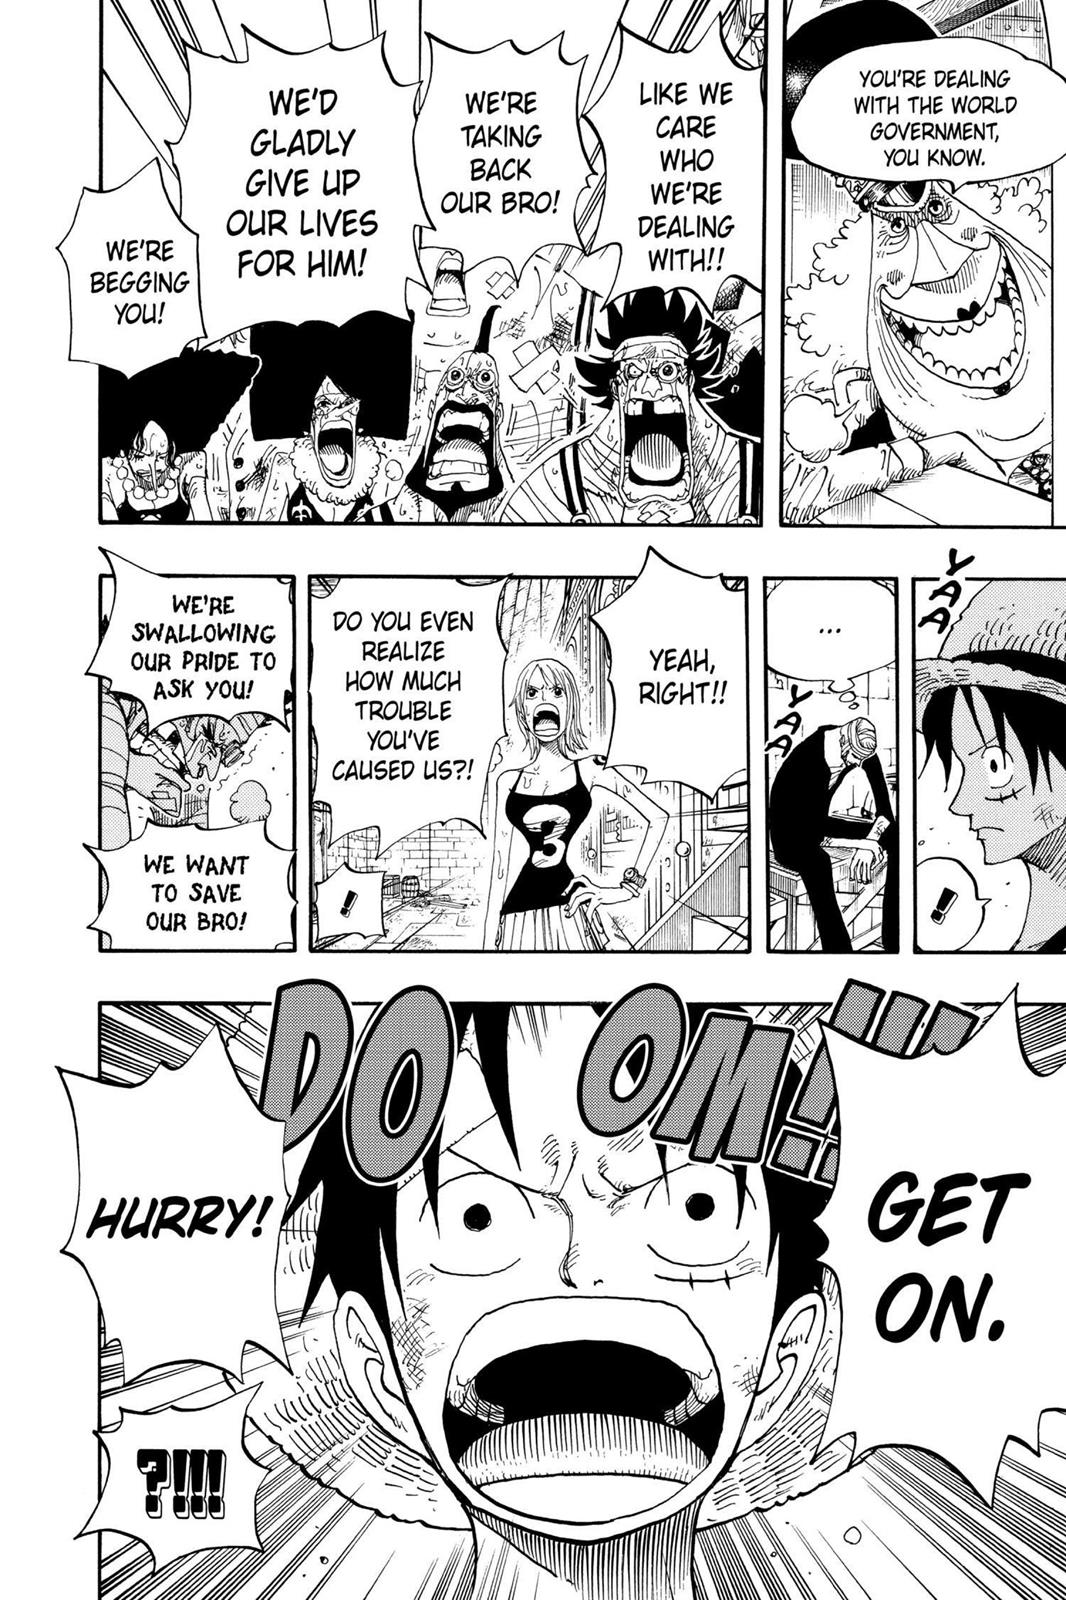 YOU'RE DEALING
WITH THE WORLD
GOVERNMENT,
YOU KNOW.
LIKE WE
CARE
WHO
WE'RE
DEALING
WITH!!
WE'RE
TAKING
BACK
OUR BRO!
WE'D
GLADLY
GIVE UP
OUR LIVES
FOR HIM!
WE'RE
BEGGING
YOU!
YAA
!
...
YAA
YEAH,
RIGHT!!
DO YOU EVEN
REALIZE
HOW MUCH
TROUBLE
YOU'VE
CAUSED US?!
3
!
WE'RE
SWALLOWING
OUR PRIDE TO
ASK YOU!
WE WANT
TO SAVE
OUR BRO!
DOOM!!!
GET
ON.
HURRY!
?!!!!